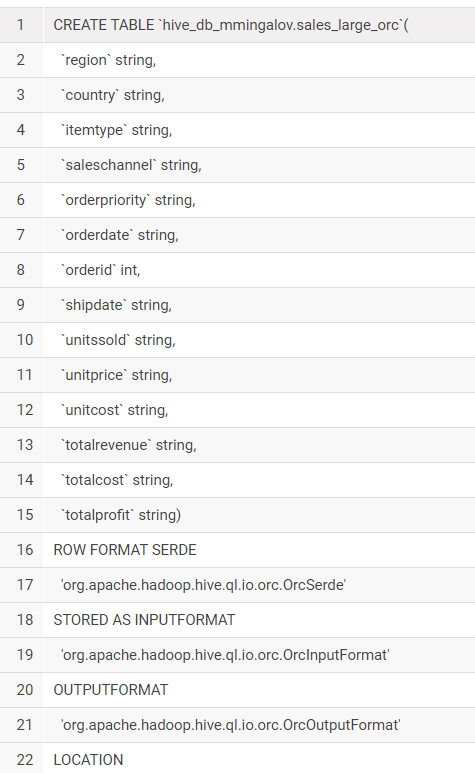 1 CREATE TABLE `hive_db_mmingalov.sales_large_orc`(
2 `region` string,
3 `country` string,
4 `itemtype` string,
5 `saleschannel` string,
6 `orderpriority` string,
7 `orderdate` string,
8 `orderid` int,
9 `shipdate` string,
10 `unitssold` string,
11 `unitprice` string,
12 `unitcost` string,
13 `totalrevenue` string,
14 `totalcost` string,
15 `totalprofit` string)
16 ROW FORMAT SERDE
17 'org.apache.hadoop.hive.ql.io.orc.OrcSerde'
18 STORED AS INPUTFORMAT
19 'org.apache.hadoop.hive.ql.io.orc.OrcInputFormat'
20 OUTPUTFORMAT
21 'org.apache.hadoop.hive.ql.io.orc.OrcOutputFormat'
22 LOCATION